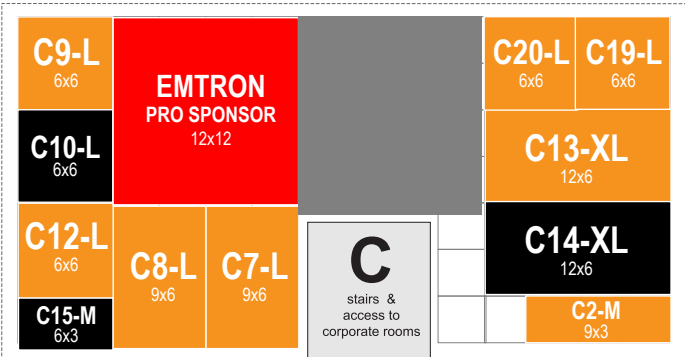 C9-L
6x6
EMTRON
PRO SPONSOR
12x12
C20-L
6x6
C19-L
6x6
C10-L
6x6
C13-XL
12x6
C12-L
6x6
C8-L
9x6
C7-L
9x6
C
stairs &
access to
corporate rooms
C14-XL
12x6
C15-M
6x3
C2-M
9x3